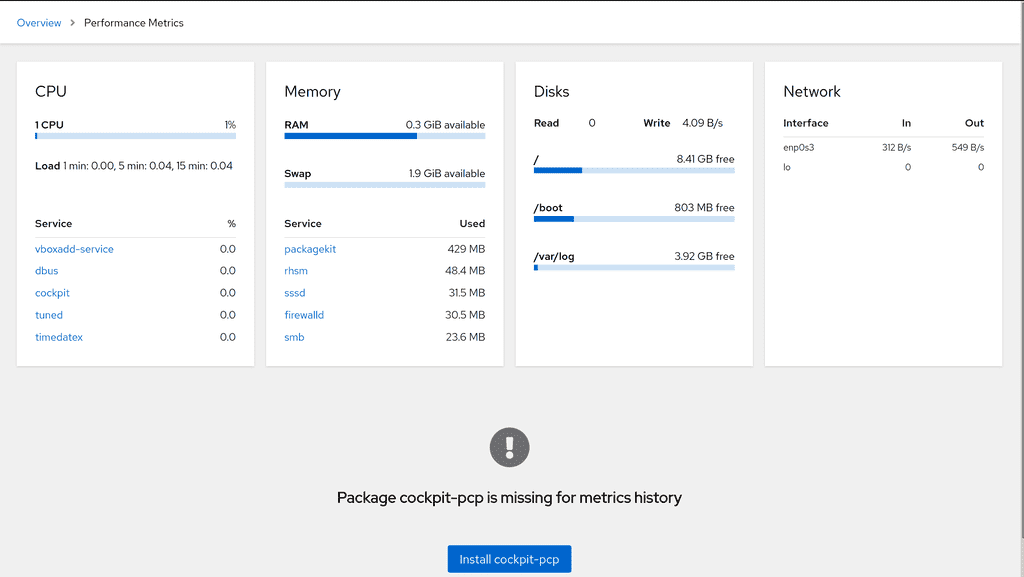 Overview > Performance Metrics
CPU
1 CPU 1%
Load 1 min: 0.00, 5 min: 0.04, 15 min: 0.04
Service %
vboxadd-service 0.0
dbus 0.0
cockpit 0.0
tuned 0.0
timedatex 0.0
Memory
RAM 0.3 GiB available
Swap 1.9 GiB available
Service Used
packagekit 429 MB
rhsm 48.4 MB
sssd 31.5 MB
firewalld 30.5 MB
smb 23.6 MB
Disks
Read 0 Write 4.09 B/s
/ 8.41 GB free
/boot 803 MB free
/var/log 3.92 GB free
Network
Interface In Out
enp0s3 312 B/s 549 B/s
lo 0 0
Package cockpit-pcp is missing for metrics history
Install cockpit-pcp